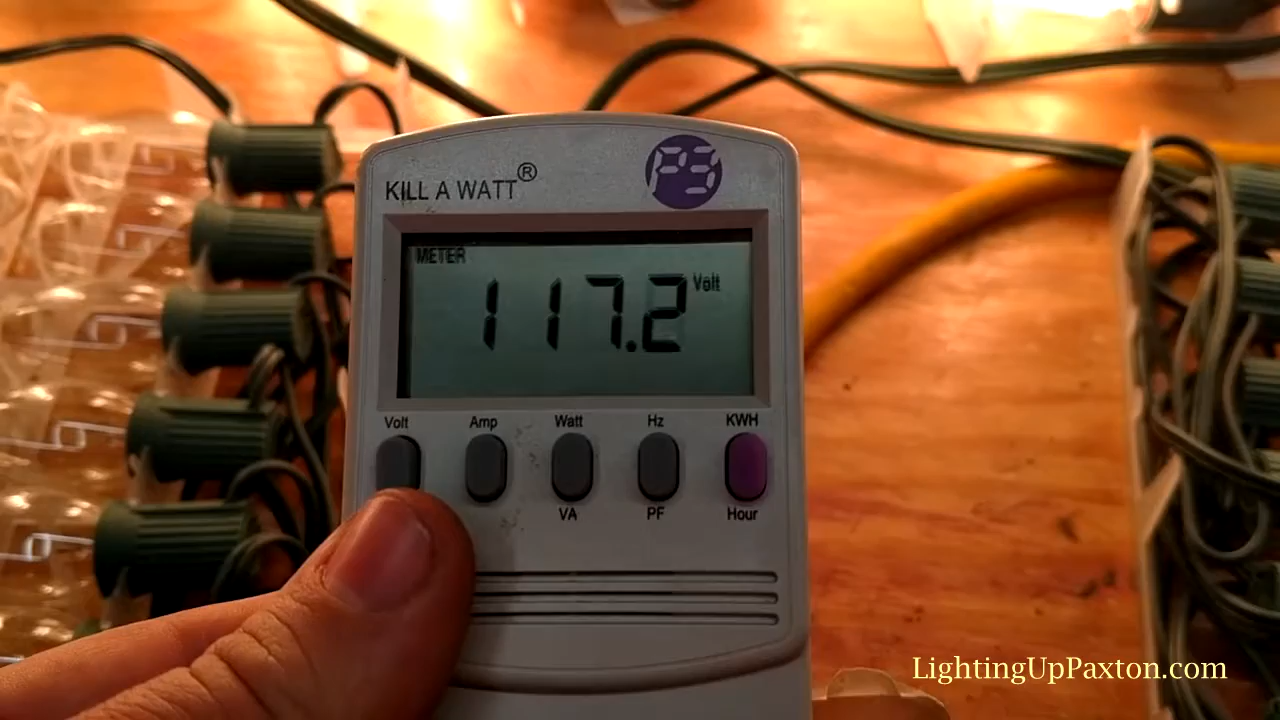 KILL A WATT®
P3
METER
117.2 Volt
Volt Amp Watt Hz KWH
VA PF Hour
LightingUpPaxton.com